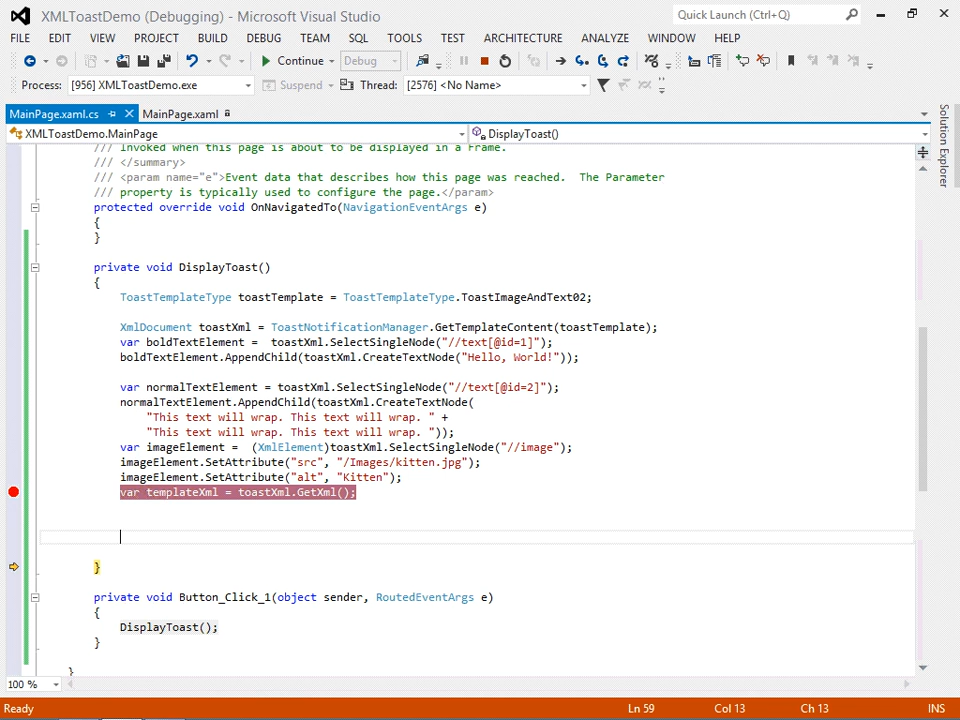 XMLToastDemo (Debugging) - Microsoft Visual Studio
Quick Launch (Ctrl+Q)
FILE EDIT VIEW PROJECT BUILD DEBUG TEAM SQL TOOLS TEST ARCHITECTURE ANALYZE WINDOW HELP
Continue Debug
Process: [956] XMLToastDemo.exe Suspend Thread: [2576] <No Name>
MainPage.xaml.cs MainPage.xaml
XMLToastDemo.MainPage DisplayToast()
Solution Explorer
/// Invoked when this page is about to be displayed in a Frame.
/// </summary>
/// <param name="e">Event data that describes how this page was reached.  The Parameter
/// property is typically used to configure the page.</param>
protected override void OnNavigatedTo(NavigationEventArgs e)
{
}
private void DisplayToast()
{
ToastTemplateType toastTemplate = ToastTemplateType.ToastImageAndText02;
XmlDocument toastXml = ToastNotificationManager.GetTemplateContent(toastTemplate);
var boldTextElement =  toastXml.SelectSingleNode("//text[@id=1]");
boldTextElement.AppendChild(toastXml.CreateTextNode("Hello, World!"));
var normalTextElement = toastXml.SelectSingleNode("//text[@id=2]");
normalTextElement.AppendChild(toastXml.CreateTextNode(
"This text will wrap. This text will wrap. " +
"This text will wrap. This text will wrap. "));
var imageElement =  (XmlElement)toastXml.SelectSingleNode("//image");
imageElement.SetAttribute("src", "/Images/kitten.jpg");
imageElement.SetAttribute("alt", "Kitten");
var templateXml = toastXml.GetXml();
}
private void Button_Click_1(object sender, RoutedEventArgs e)
{
DisplayToast();
}
}
100 %
Ready Ln 59 Col 13 Ch 13 INS